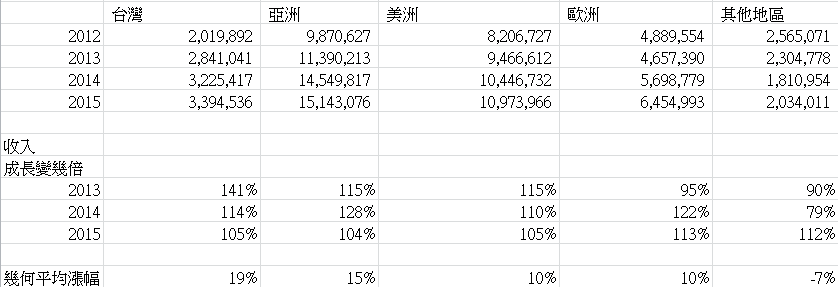 台灣 亞洲 美洲 歐洲 其他地區
2012 2,019,892 9,870,627 8,206,727 4,889,554 2,565,071
2013 2,841,041 11,390,213 9,466,612 4,657,390 2,304,778
2014 3,225,417 14,549,817 10,446,732 5,698,779 1,810,954
2015 3,394,536 15,143,076 10,973,966 6,454,993 2,034,011
收入
成長變幾倍
2013 141% 115% 115% 95% 90%
2014 114% 128% 110% 122% 79%
2015 105% 104% 105% 113% 112%
幾何平均漲幅 19% 15% 10% 10% -7%